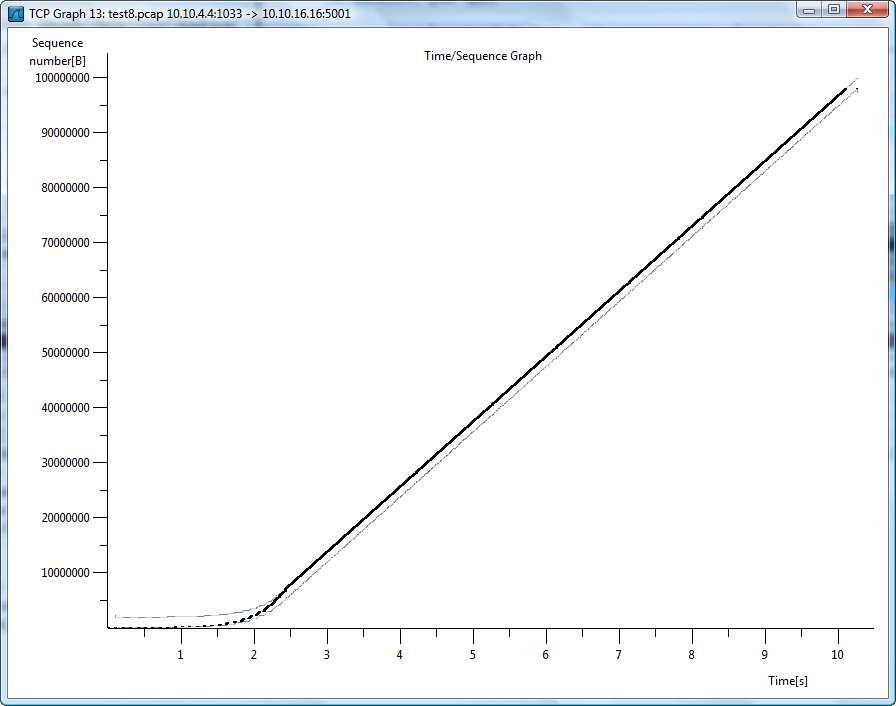 TCP Graph 13: test8.pcap 10.10.4.4:1033 -> 10.10.16.16:5001
Sequence
number[B]
Time/Sequence Graph
100000000
90000000
80000000
70000000
60000000
50000000
40000000
30000000
20000000
10000000
1 2 3 4 5 6 7 8 9 10
Time[s]